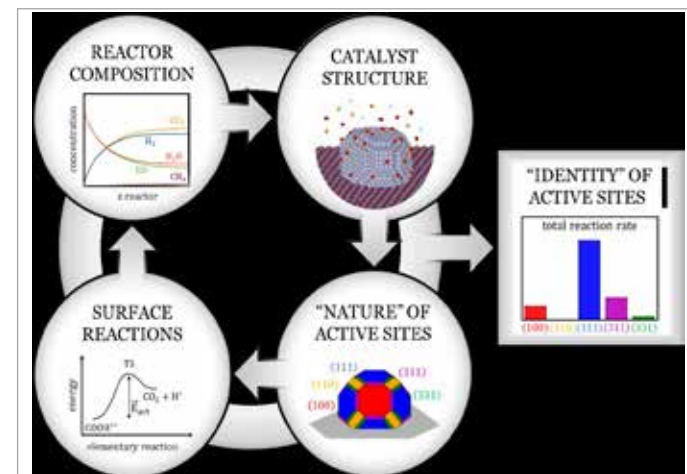 REACTOR
COMPOSITION
concentration
CO₂
H₂
H₂O
CO
CH₄
z reactor
CATALYST
STRUCTURE
"IDENTITY" OF
ACTIVE SITES
total reaction rate
(100) (110) (111) (311) (331)
SURFACE
REACTIONS
energy
TS
CO₂ + H*
COOH**
elementary reaction
"NATURE" OF
ACTIVE SITES
(111)
(110)
(100)
(311)
(331)